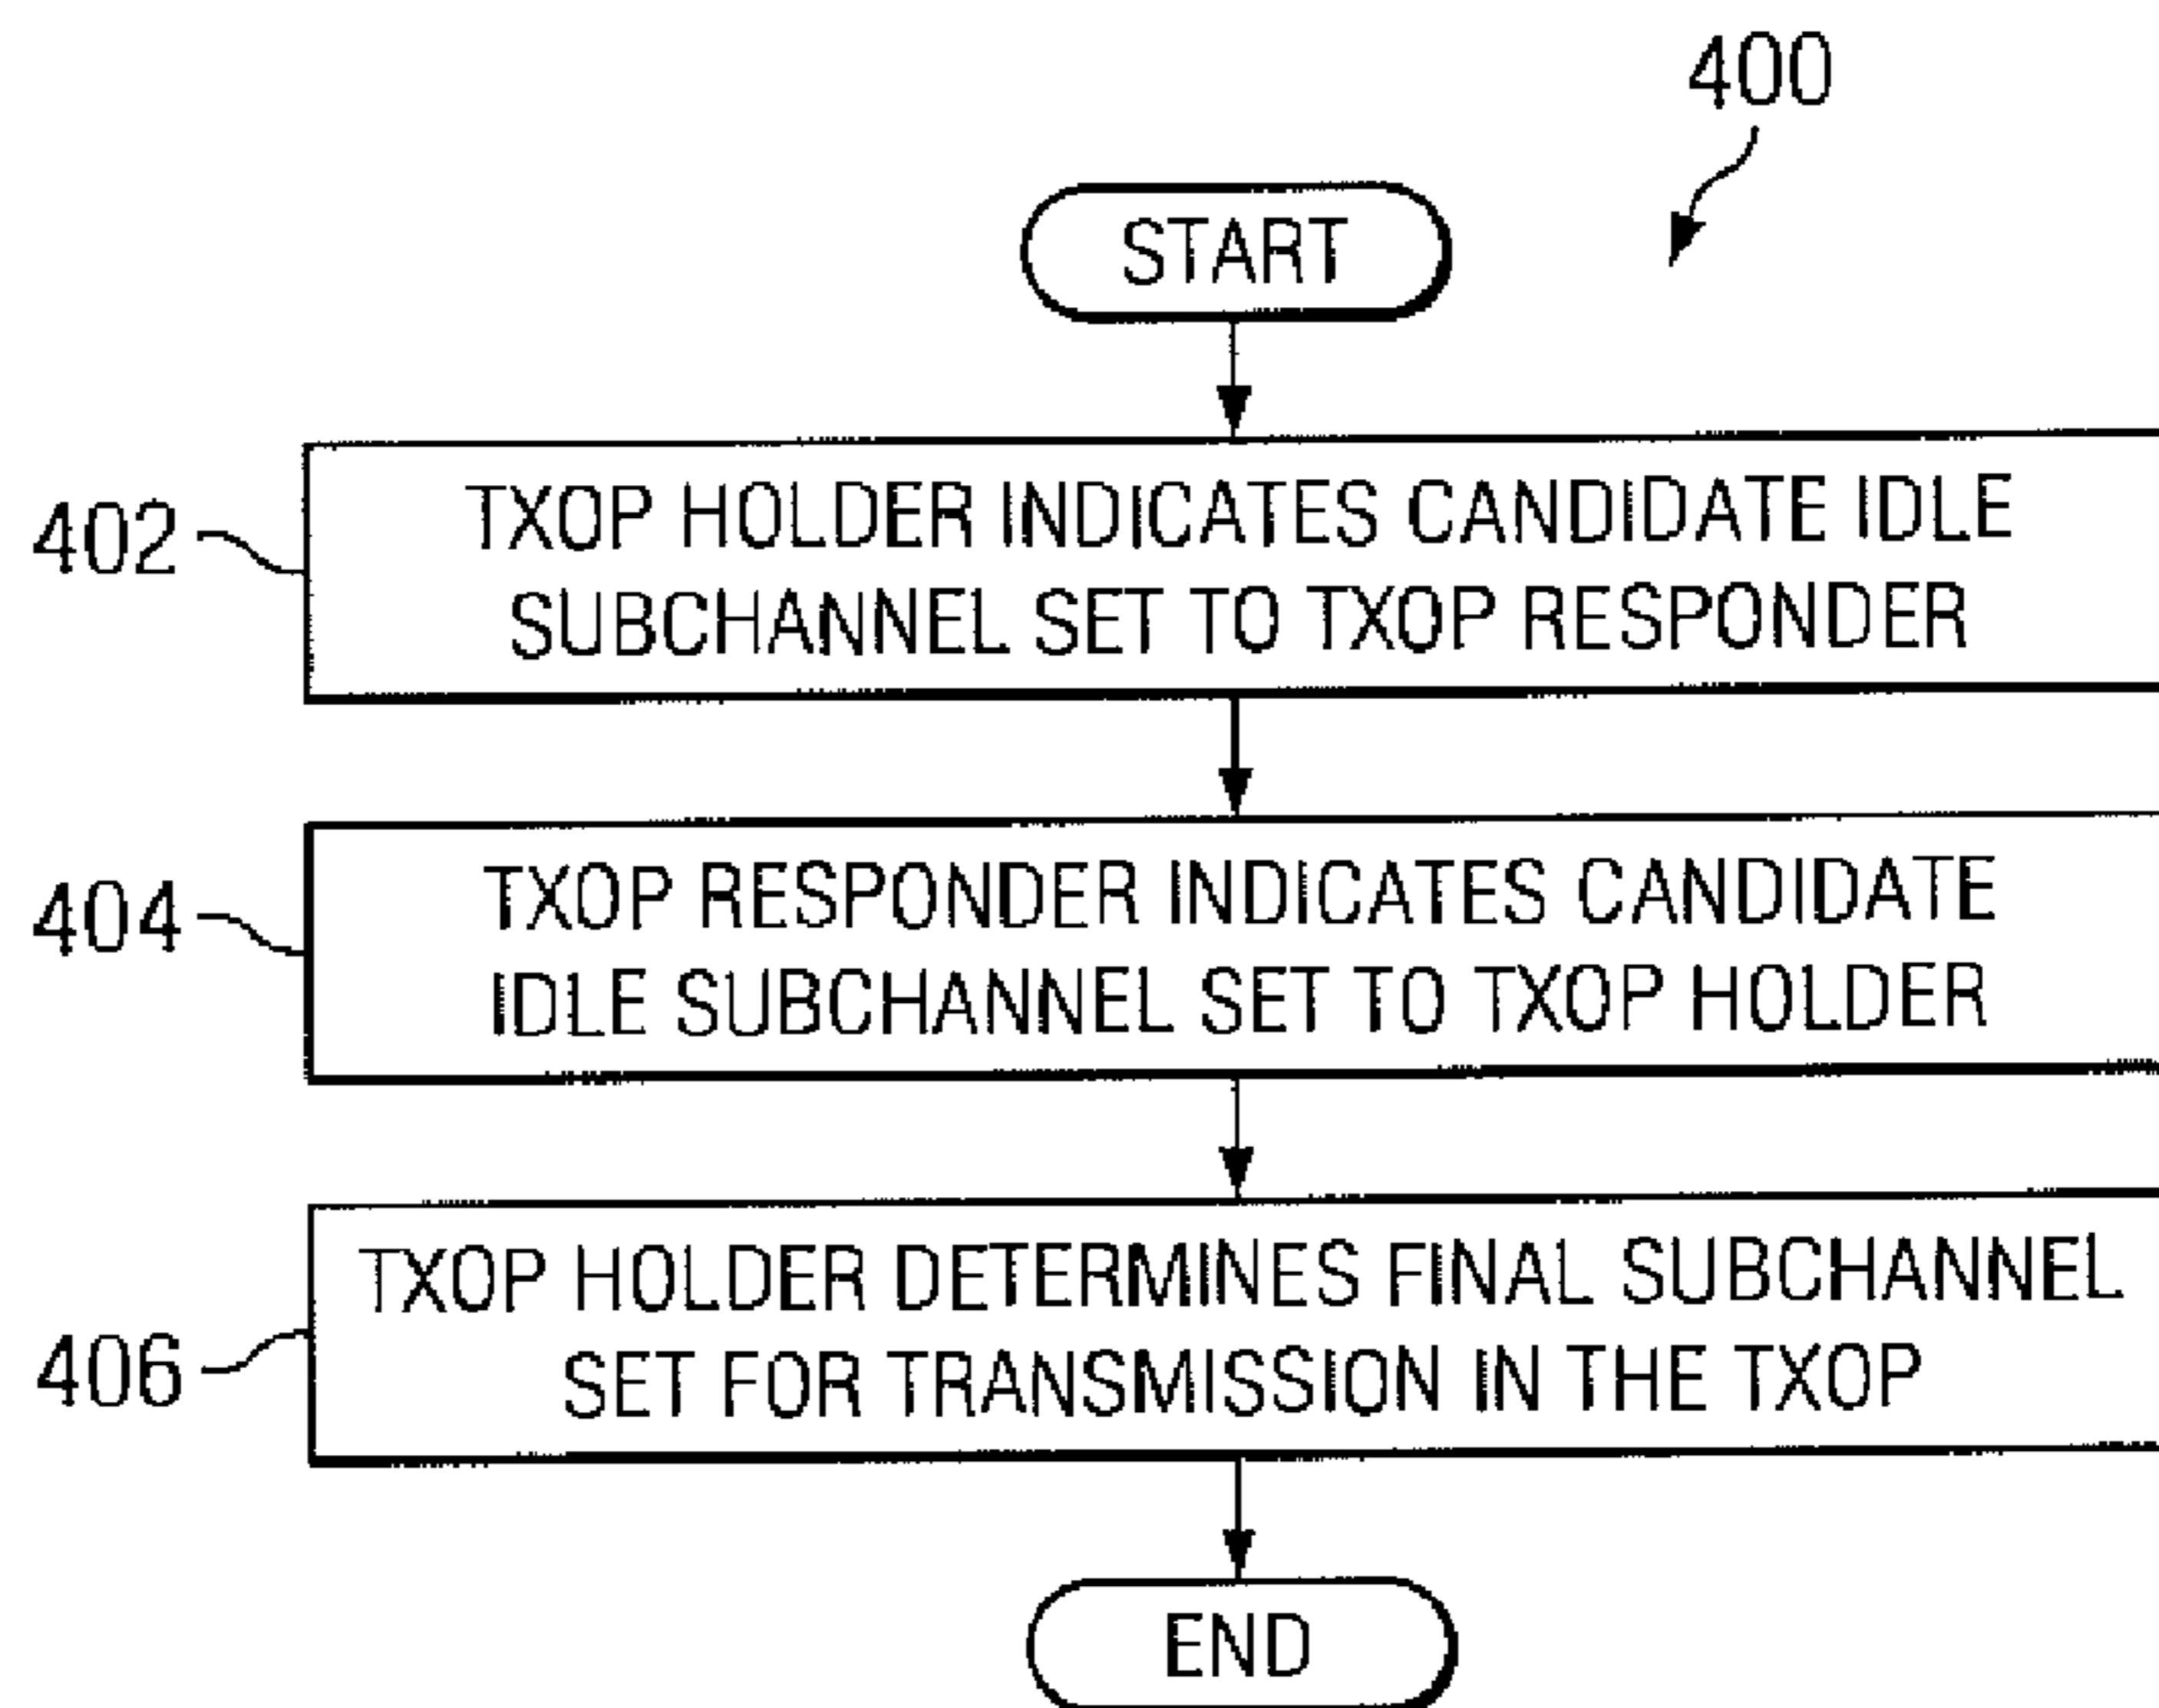 400
START
402
TXOP HOLDER INDICATES CANDIDATE IDLE
SUBCHANNEL SET TO TXOP RESPONDER
404
TXOP RESPONDER INDICATES CANDIDATE
IDLE SUBCHANNEL SET TO TXOP HOLDER
406
TXOP HOLDER DETERMINES FINAL SUBCHANNEL
SET FOR TRANSMISSION IN THE TXOP
END